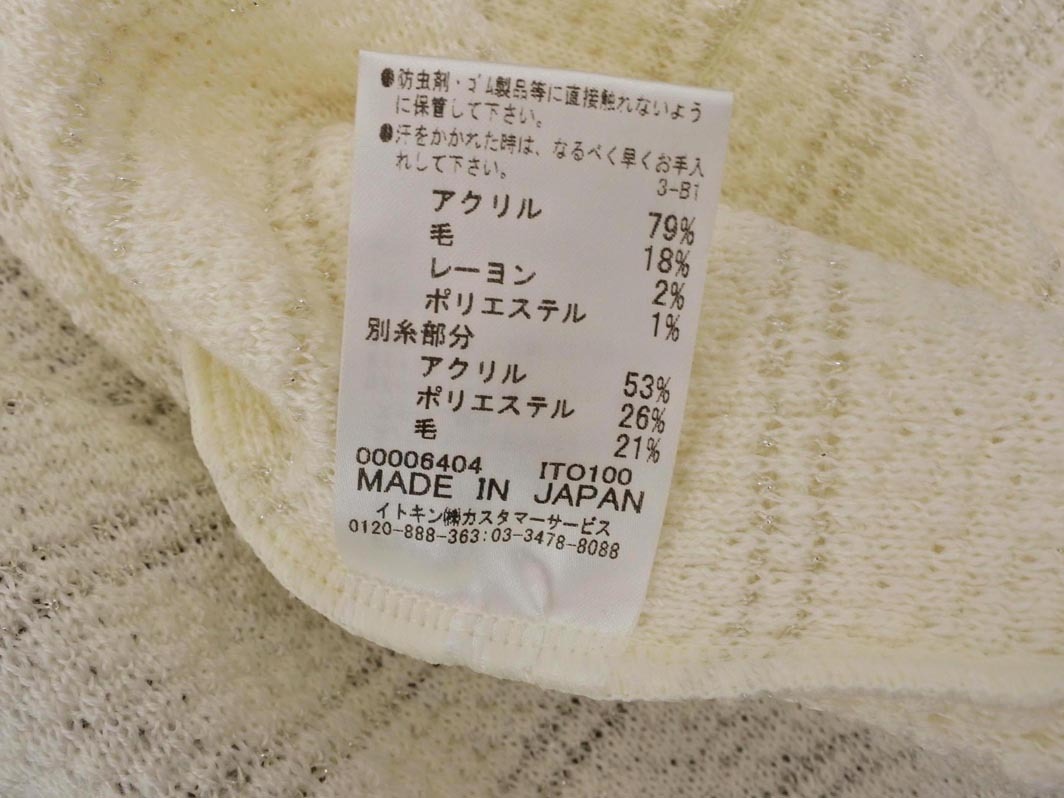 ●防虫剤・ゴム製品等に直接触れないよう
に保管して下さい。
●汗をかかれた時は、なるべく早くお手入
れして下さい。
3-B1
アクリル 79%
毛 18%
レーヨン 2%
ポリエステル 1%
別糸部分
アクリル 53%
ポリエステル 26%
毛 21%
00006404 ITO100
MADE IN JAPAN
イトキン㈱カスタマーサービス
0120-888-363:03-3478-8088